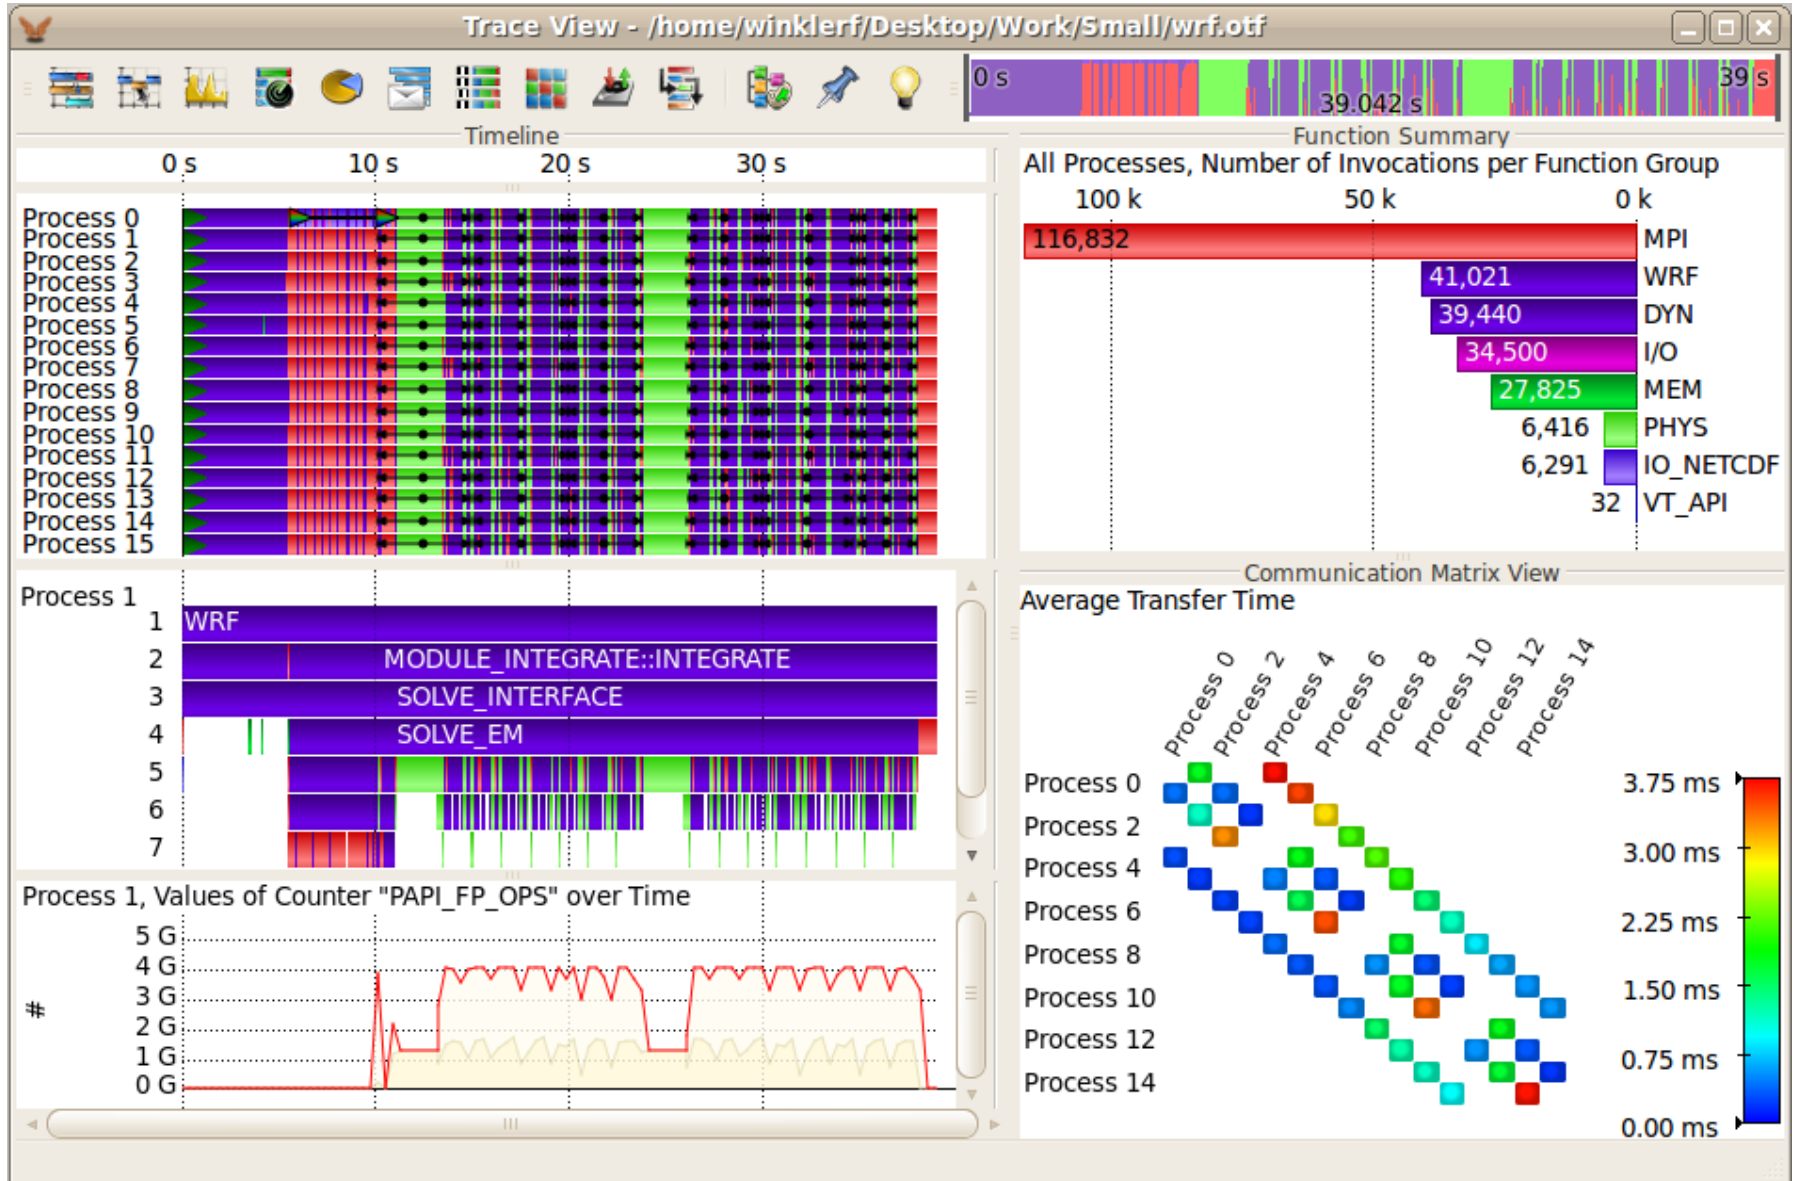 Trace View - /home/winklerf/Desktop/Work/Small/wrf.otf
0 s
39 s
39.042 s
Timeline
0 s 10 s 20 s 30 s
Process 0
Process 1
Process 2
Process 3
Process 4
Process 5
Process 6
Process 7
Process 8
Process 9
Process 10
Process 11
Process 12
Process 13
Process 14
Process 15
Process 1
1 WRF
2 MODULE_INTEGRATE::INTEGRATE
3 SOLVE_INTERFACE
4 SOLVE_EM
5
6
7
Process 1, Values of Counter "PAPI_FP_OPS" over Time
5 G
4 G
3 G
2 G
1 G
0 G
#
Function Summary
All Processes, Number of Invocations per Function Group
100 k 50 k 0 k
116,832 MPI
41,021 WRF
39,440 DYN
34,500 I/O
27,825 MEM
6,416 PHYS
6,291 IO_NETCDF
32 VT_API
Communication Matrix View
Average Transfer Time
Process 0
Process 2
Process 4
Process 6
Process 8
Process 10
Process 12
Process 14
Process 0
Process 2
Process 4
Process 6
Process 8
Process 10
Process 12
Process 14
3.75 ms
3.00 ms
2.25 ms
1.50 ms
0.75 ms
0.00 ms